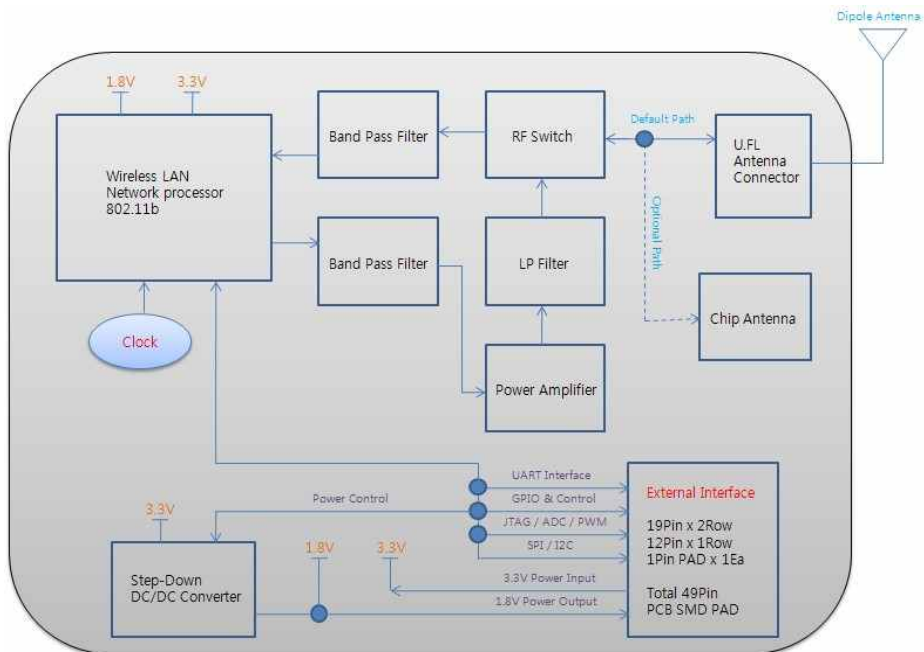 Dipole Antenna
1.8V
3.3V
Wireless LAN
Network processor
802.11b
Band Pass Filter
RF Switch
Default Path
U.FL
Antenna
Connector
Optional Path
Band Pass Filter
LP Filter
Chip Antenna
Clock
Power Amplifier
UART Interface
Power Control
GPIO & Control
JTAG / ADC / PWM
SPI / I2C
External Interface
19Pin x 2Row
12Pin x 1Row
1Pin PAD x 1Ea
Total 49Pin
PCB SMD PAD
3.3V
1.8V
3.3V
Step-Down
DC/DC Converter
3.3V Power Input
1.8V Power Output